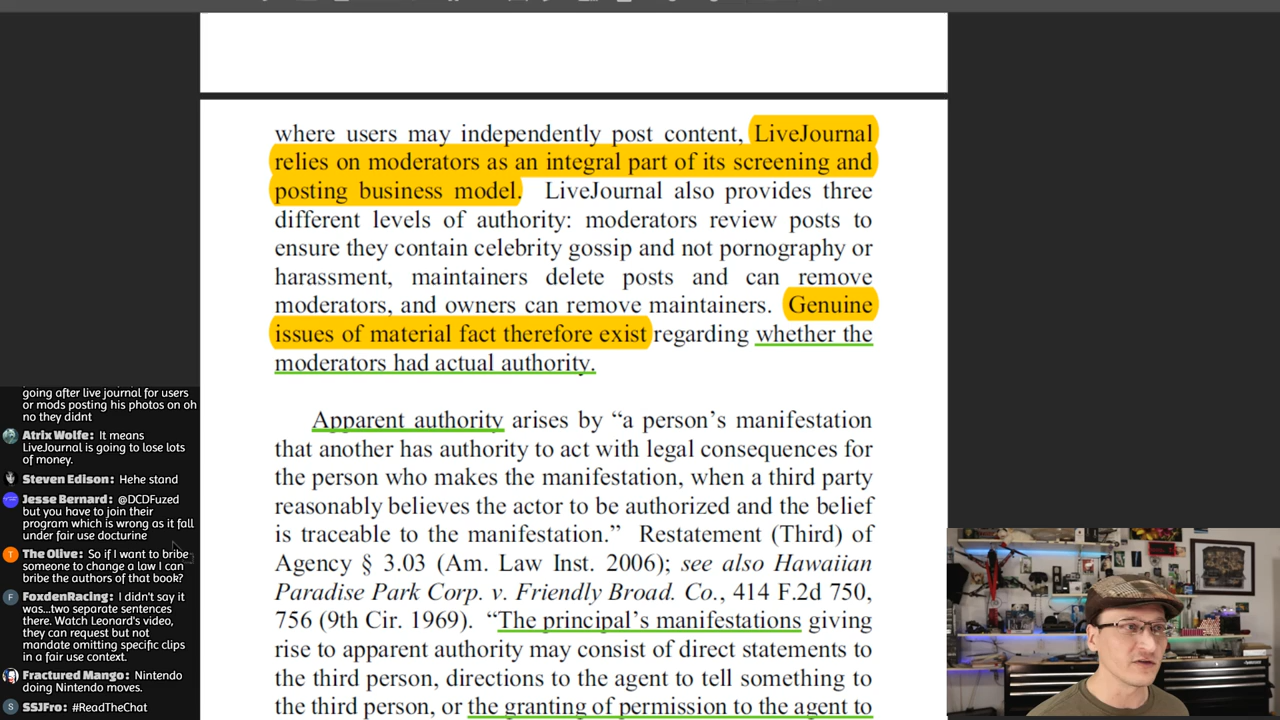 where users may independently post content, LiveJournal
relies on moderators as an integral part of its screening and
posting business model. LiveJournal also provides three
different levels of authority: moderators review posts to
ensure they contain celebrity gossip and not pornography or
harassment, maintainers delete posts and can remove
moderators, and owners can remove maintainers. Genuine
issues of material fact therefore exist regarding whether the
moderators had actual authority.
Apparent authority arises by “a person’s manifestation
that another has authority to act with legal consequences for
the person who makes the manifestation, when a third party
reasonably believes the actor to be authorized and the belief
is traceable to the manifestation.” Restatement (Third) of
Agency § 3.03 (Am. Law Inst. 2006); see also Hawaiian
Paradise Park Corp. v. Friendly Broad. Co., 414 F.2d 750,
756 (9th Cir. 1969). “The principal’s manifestations giving
rise to apparent authority may consist of direct statements to
the third person, directions to the agent to tell something to
the third person, or the granting of permission to the agent to
going after live journal for users
or mods posting his photos on oh
no they didnt
Atrix Wolfe: It means
LiveJournal is going to lose lots
of money.
Steven Edison: Hehe stand
Jesse Bernard: @DCDFuzed
but you have to join their
program which is wrong as it fall
under fair use docturine
T The Olive: So if I want to bribe
someone to change a law I can
bribe the authors of that book?
F FoxdenRacing: I didn't say it
was...two separate sentences
there. Watch Leonard's video,
they can request but not
mandate omitting specific clips
in a fair use context.
Fractured Mango: Nintendo
doing Nintendo moves.
S SSJFro: #ReadTheChat